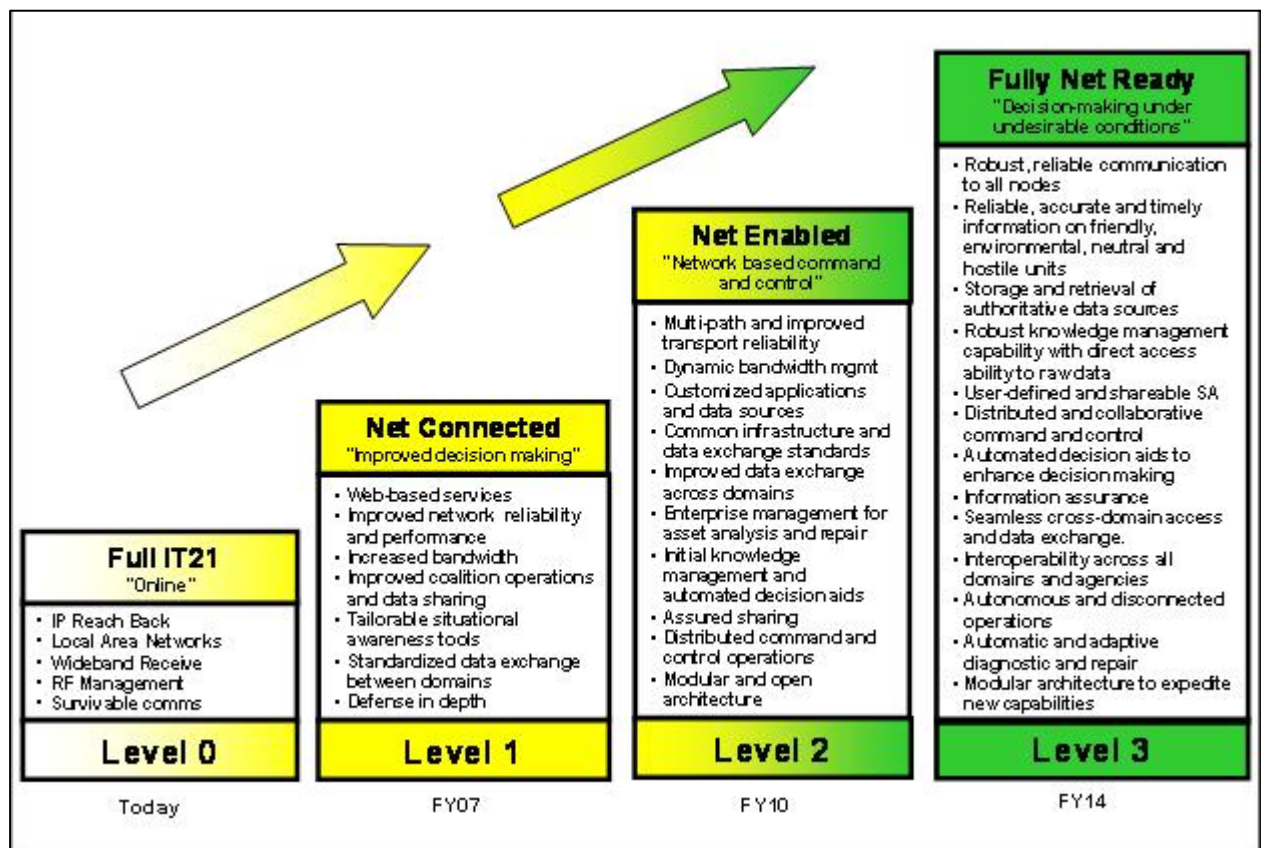 Full IT21
"Online"
• IP Reach Back
• Local Area Networks
• Wideband Receive
• RF Management
• Survivable comms
Level 0
Today
Net Connected
"Improved decision making"
• Web-based services
• Improved network reliability
and performance
• Increased bandwidth
• Improved coalition operations
and data sharing
• Tailorable situational
awareness tools
• Standardized data exchange
between domains
• Defense in depth
Level 1
FY07
Net Enabled
"Network based command
and control"
• Multi-path and improved
transport reliability
• Dynamic bandwidth mgmt
• Customized applications
and data sources
• Common infrastructure and
data exchange standards
• Improved data exchange
across domains
• Enterprise management for
asset analysis and repair
• Initial knowledge
management and
automated decision aids
• Assured sharing
• Distributed command and
control operations
• Modular and open
architecture
Level 2
FY10
Fully Net Ready
"Decision-making under
undesirable conditions"
• Robust, reliable communication
to all nodes
• Reliable, accurate and timely
information on friendly,
environmental, neutral and
hostile units
• Storage and retrieval of
authoritative data sources
• Robust knowledge management
capability with direct access
ability to raw data
• User-defined and shareable SA
• Distributed and collaborative
command and control
• Automated decision aids to
enhance decision making
• Information assurance
• Seamless cross-domain access
and data exchange.
• Interoperability across all
domains and agencies
• Autonomous and disconnected
operations
• Automatic and adaptive
diagnostic and repair
• Modular architecture to expedite
new capabilities
Level 3
FY14